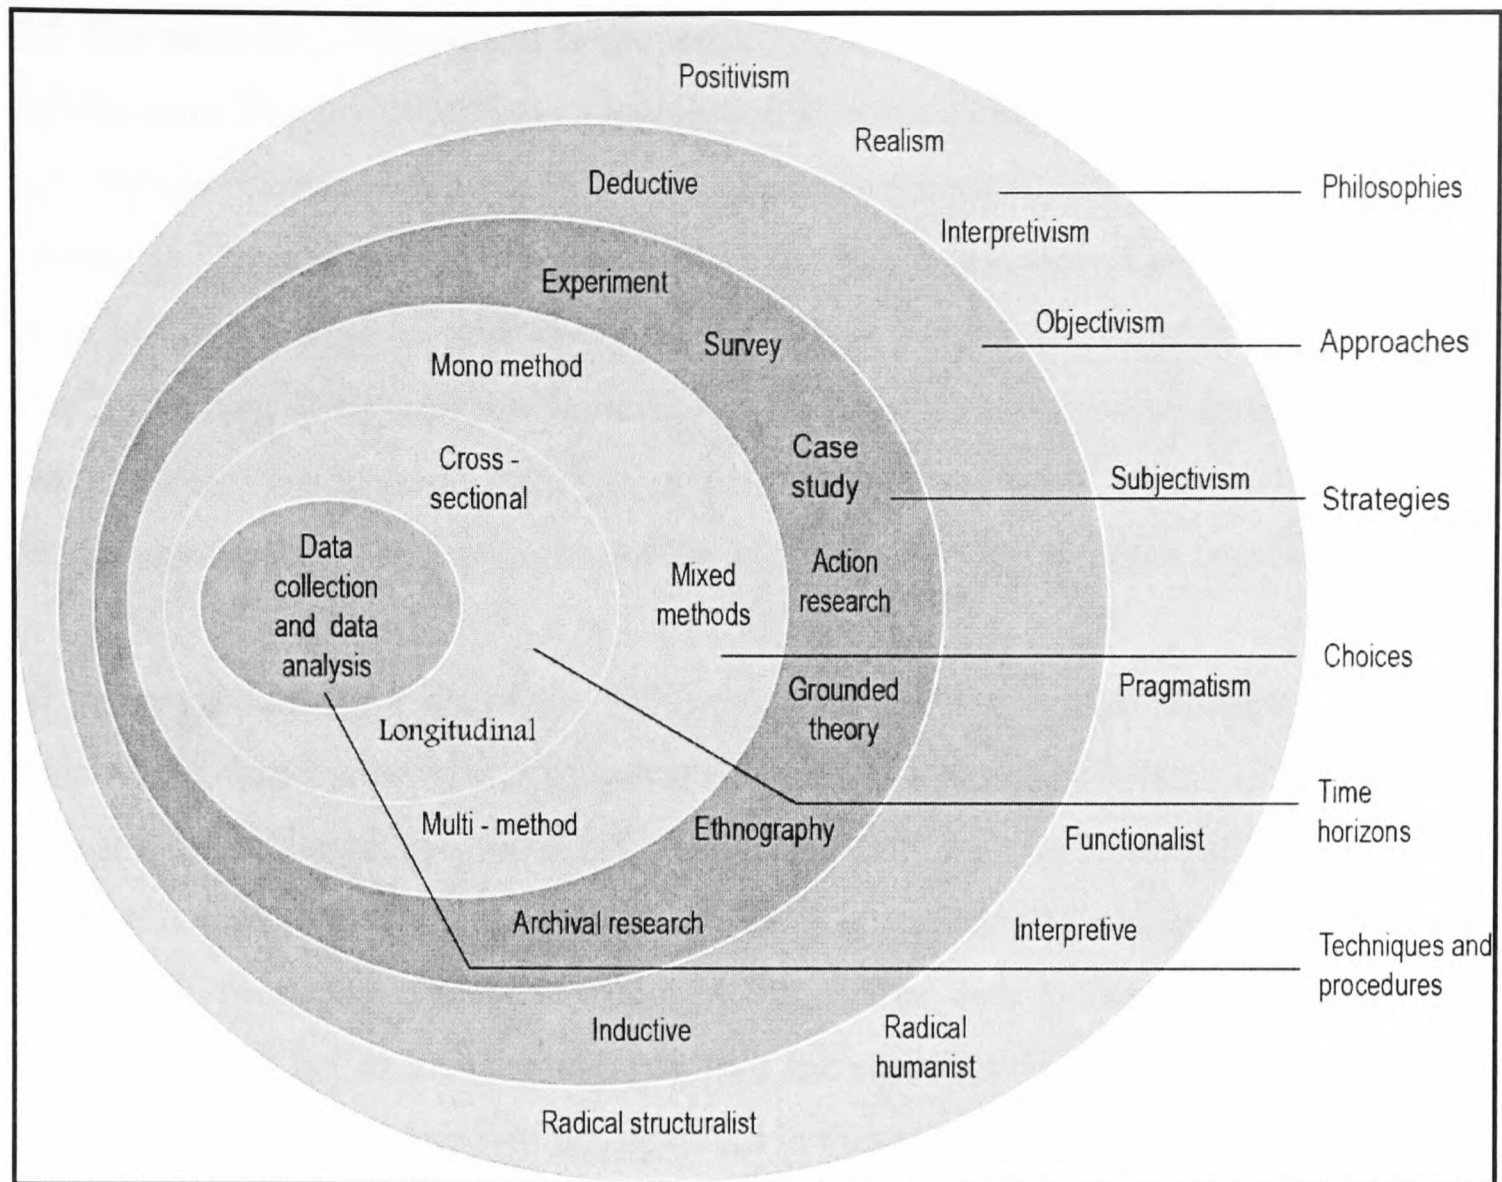 Positivism
Realism
Philosophies
Deductive
Interpretivism
Experiment
Objectivism
Survey
Approaches
Mono method
Case
study
Cross -
sectional
Subjectivism
Strategies
Data
collection
and data
analysis
Mixed
methods
Action
research
Choices
Pragmatism
Grounded
theory
Longitudinal
Time
horizons
Multi - method
Ethnography
Functionalist
Archival research
Interpretive
Techniques and
procedures
Inductive
Radical
humanist
Radical structuralist